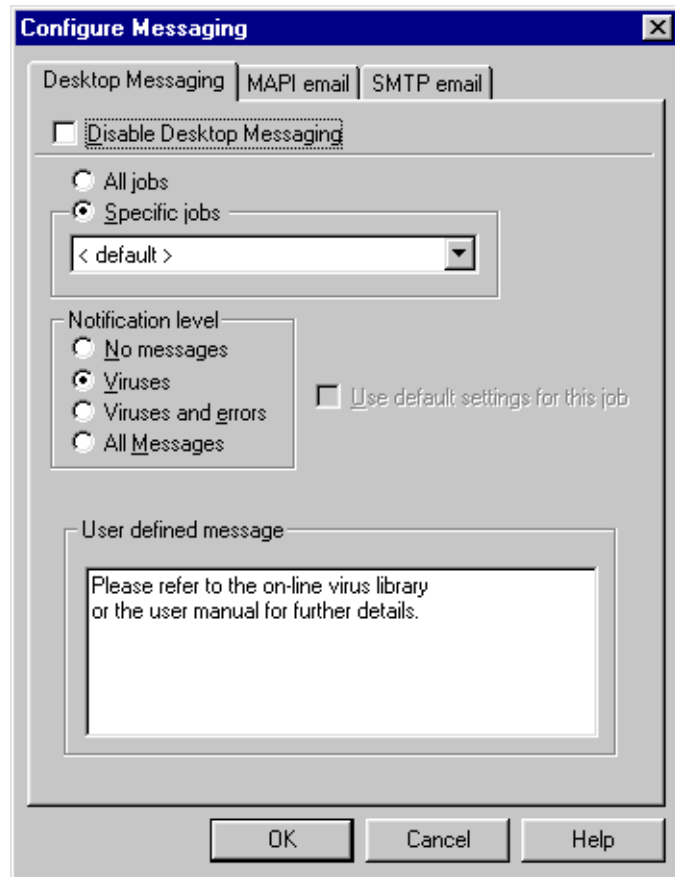 Configure Messaging
Desktop Messaging
MAPI email
SMTP email
Disable Desktop Messaging
All jobs
Specific jobs
< default >
Notification level
No messages
Viruses
Viruses and errors
All Messages
Use default settings for this job
User defined message
Please refer to the on-line virus library
or the user manual for further details.
OK
Cancel
Help